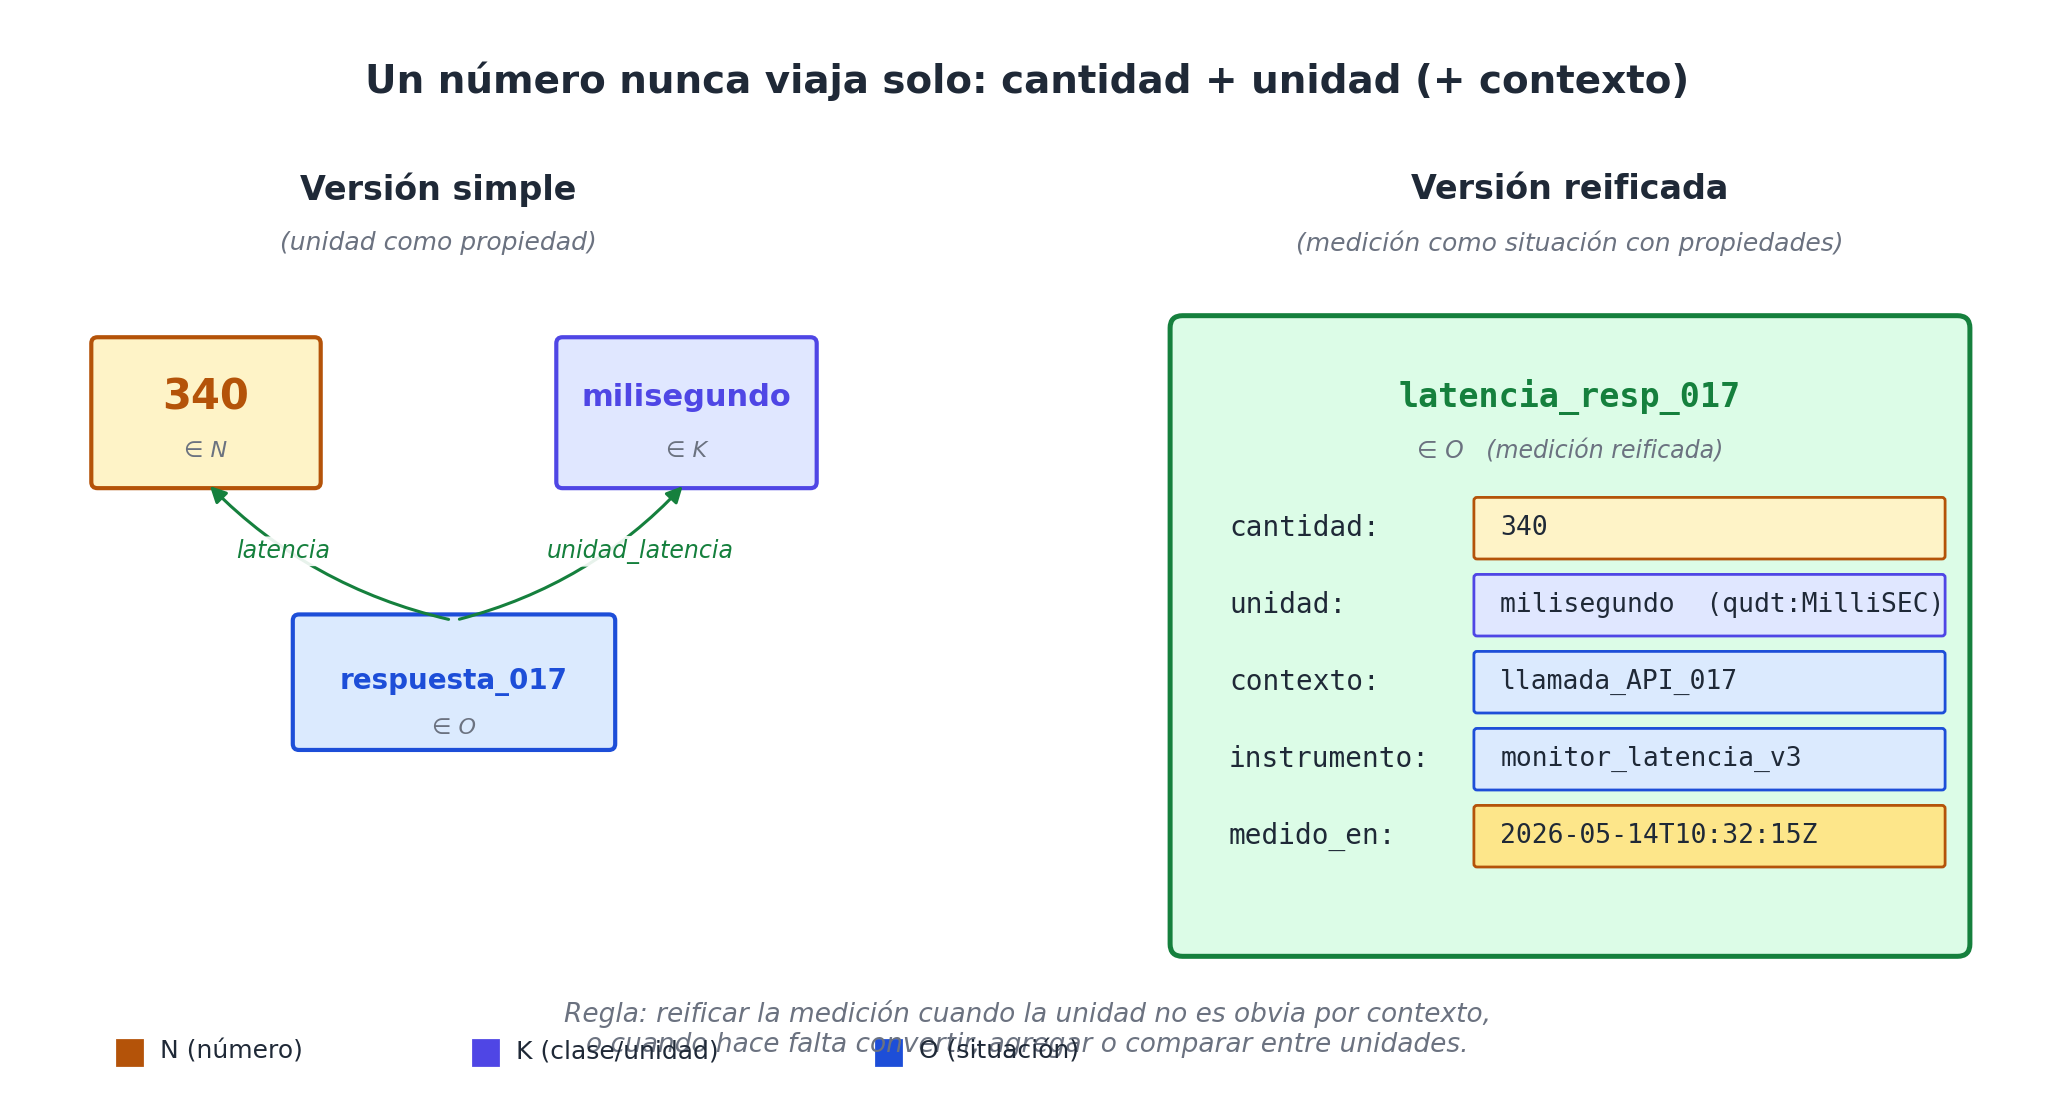 Un número nunca viaja solo: cantidad + unidad (+ contexto)
Versión simple
(unidad como propiedad)
340
∈ N
milisegundo
∈ K
latencia
unidad_latencia
respuesta_017
∈ O
Versión reificada
(medición como situación con propiedades)
latencia_resp_017
∈ O (medición reificada)
cantidad: 340
unidad: milisegundo (qudt:MilliSEC)
contexto: llamada_API_017
instrumento: monitor_latencia_v3
medido_en: 2026-05-14T10:32:15Z
Regla: reificar la medición cuando la unidad no es obvia por contexto,
o cuando hace falta convertir, agregar o comparar entre unidades.
N (número)
K (clase/unidad)
O (situación)